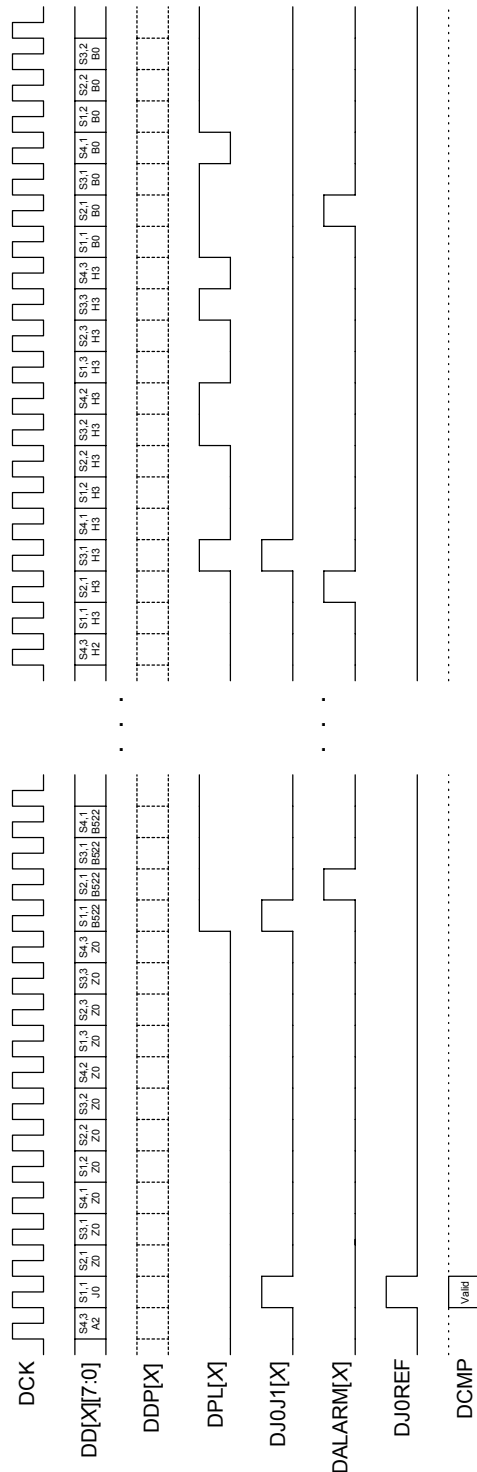 DCK
DD[X][7:0]
S4,3 S1,1 S2,1 S3,1 S4,1 S1,2 S2,2 S3,2 S4,2 S1,3 S2,3 S3,3 S4,3 S1,1 S2,1 S3,1 S4,1 S4,3 S1,1 S2,1 S3,1 S4,1 S1,2 S2,2 S3,2 S4,2 S1,3 S2,3 S3,3 S4,3 S1,1 S2,1 S3,1 S4,1 S1,2 S2,2 S3,2
A2 J0 Z0 Z0 Z0 Z0 Z0 Z0 Z0 Z0 Z0 Z0 Z0 B522 B522 B522 B522 H2 H3 H3 H3 H3 H3 H3 H3 H3 H3 H3 H3 H3 B0 B0 B0 B0 B0 B0 B0
DDP[X]
. . .
DPL[X]
DJ0J1[X]
DALARM[X]
. . .
DJ0REF
DCMP
Valid